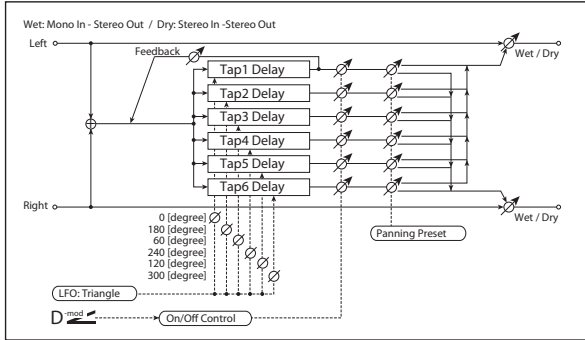 Wet: Mono In - Stereo Out / Dry: Stereo In -Stereo Out
Left
Wet / Dry
Feedback
Tap1 Delay
Tap2 Delay
Tap3 Delay
Tap4 Delay
Tap5 Delay
Tap6 Delay
Right
Wet / Dry
0 [degree]
180 [degree]
60 [degree]
240 [degree]
120 [degree]
300 [degree]
Panning Preset
LFO: Triangle
D-mod
On/Off Control